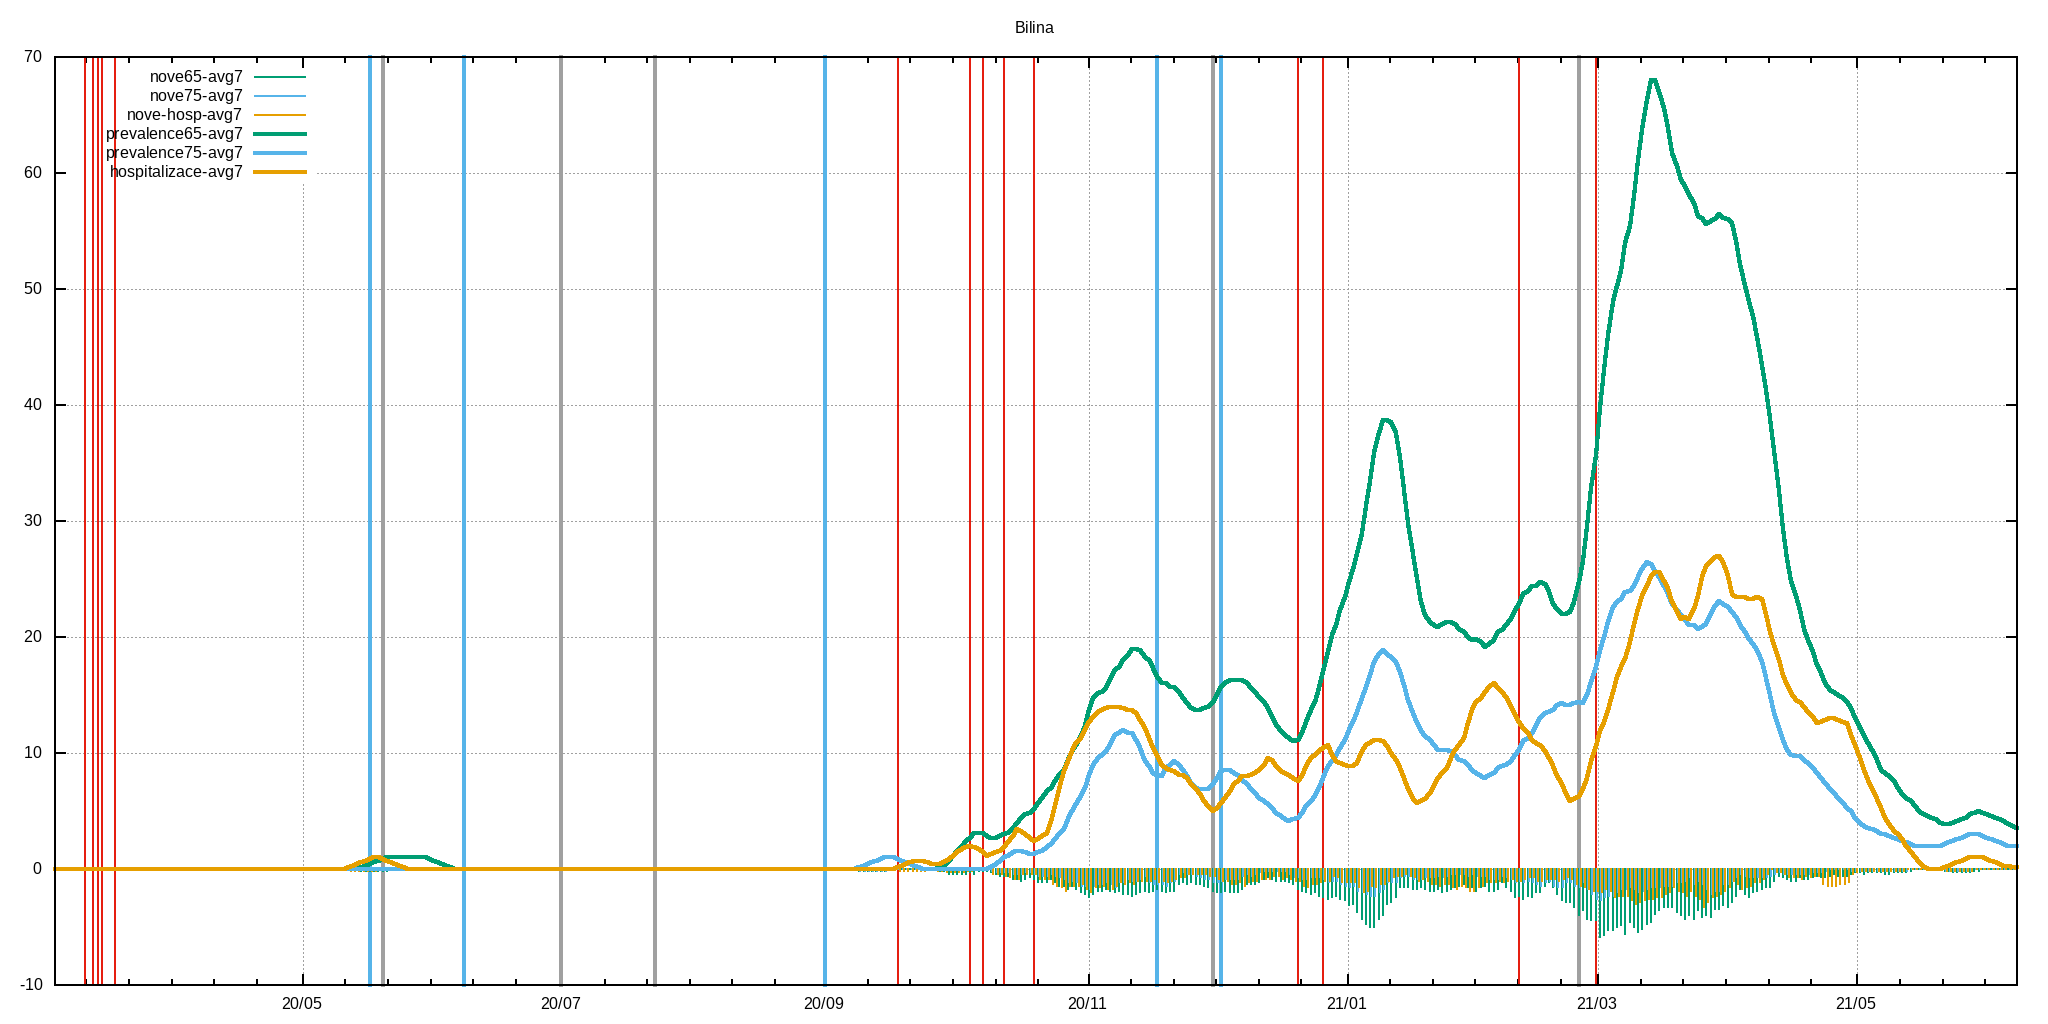 Bilina
nove65-avg7
nove75-avg7
nove-hosp-avg7
prevalence65-avg7
prevalence75-avg7
hospitalizace-avg7
70
60
50
40
30
20
10
0
-10
20/05 20/07 20/09 20/11 21/01 21/03 21/05